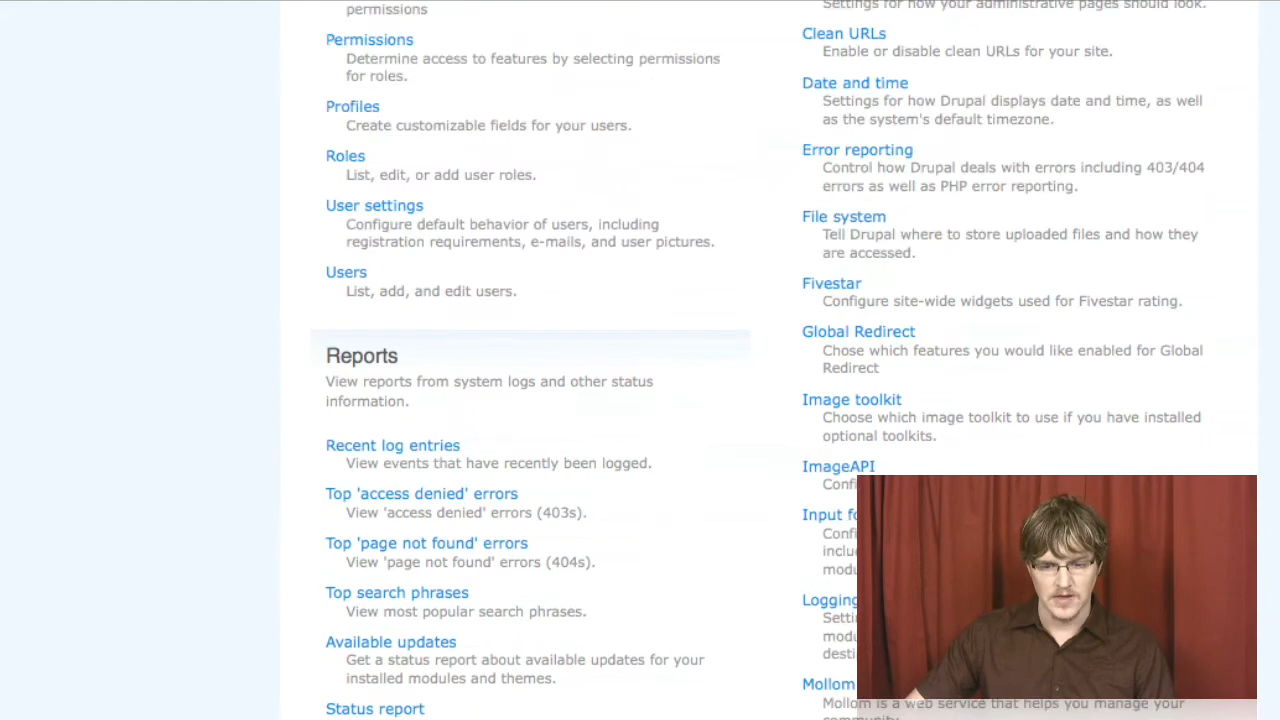 permissions
Permissions
Determine access to features by selecting permissions
for roles.
Profiles
Create customizable fields for your users.
Roles
List, edit, or add user roles.
User settings
Configure default behavior of users, including
registration requirements, e-mails, and user pictures.
Users
List, add, and edit users.
Reports
View reports from system logs and other status
information.
Recent log entries
View events that have recently been logged.
Top 'access denied' errors
View 'access denied' errors (403s).
Top 'page not found' errors
View 'page not found' errors (404s).
Top search phrases
View most popular search phrases.
Available updates
Get a status report about available updates for your
installed modules and themes.
Status report
Settings for how your administrative pages should look.
Clean URLs
Enable or disable clean URLs for your site.
Date and time
Settings for how Drupal displays date and time, as well
as the system's default timezone.
Error reporting
Control how Drupal deals with errors including 403/404
errors as well as PHP error reporting.
File system
Tell Drupal where to store uploaded files and how they
are accessed.
Fivestar
Configure site-wide widgets used for Fivestar rating.
Global Redirect
Chose which features you would like enabled for Global
Redirect
Image toolkit
Choose which image toolkit to use if you have installed
optional toolkits.
ImageAPI
Input
Logging
Mollom
Mollom is a web service that helps you manage your
community.